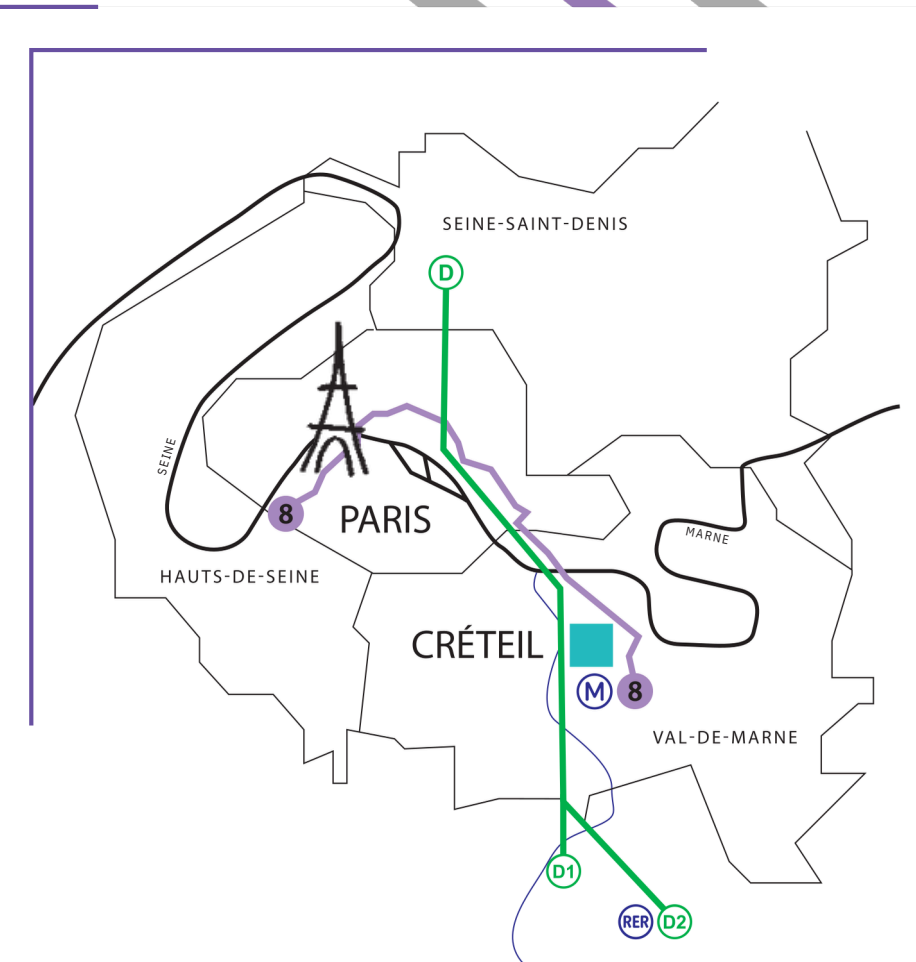 SEINE-SAINT-DENIS
D
SEINE
8
PARIS
MARNE
HAUTS-DE-SEINE
CRÉTEIL
M
8
VAL-DE-MARNE
D1
RER
D2